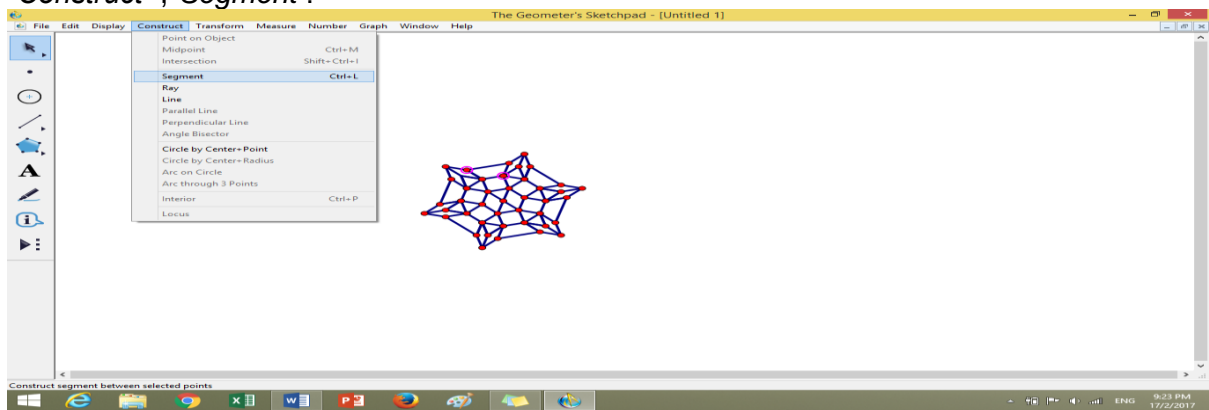 "Construct", "Segment".
The Geometer's Sketchpad - [Untitled 1]
File Edit Display Construct Transform Measure Number Graph Window Help
Point on Object
Midpoint Ctrl+M
Intersection Shift+Ctrl+I
Segment Ctrl+L
Ray
Line
Parallel Line
Perpendicular Line
Angle Bisector
Circle by Center+Point
Circle by Center+Radius
Arc on Circle
Arc through 3 Points
Interior Ctrl+P
Locus
A
Construct segment between selected points
ENG
9:23 PM
17/2/2017